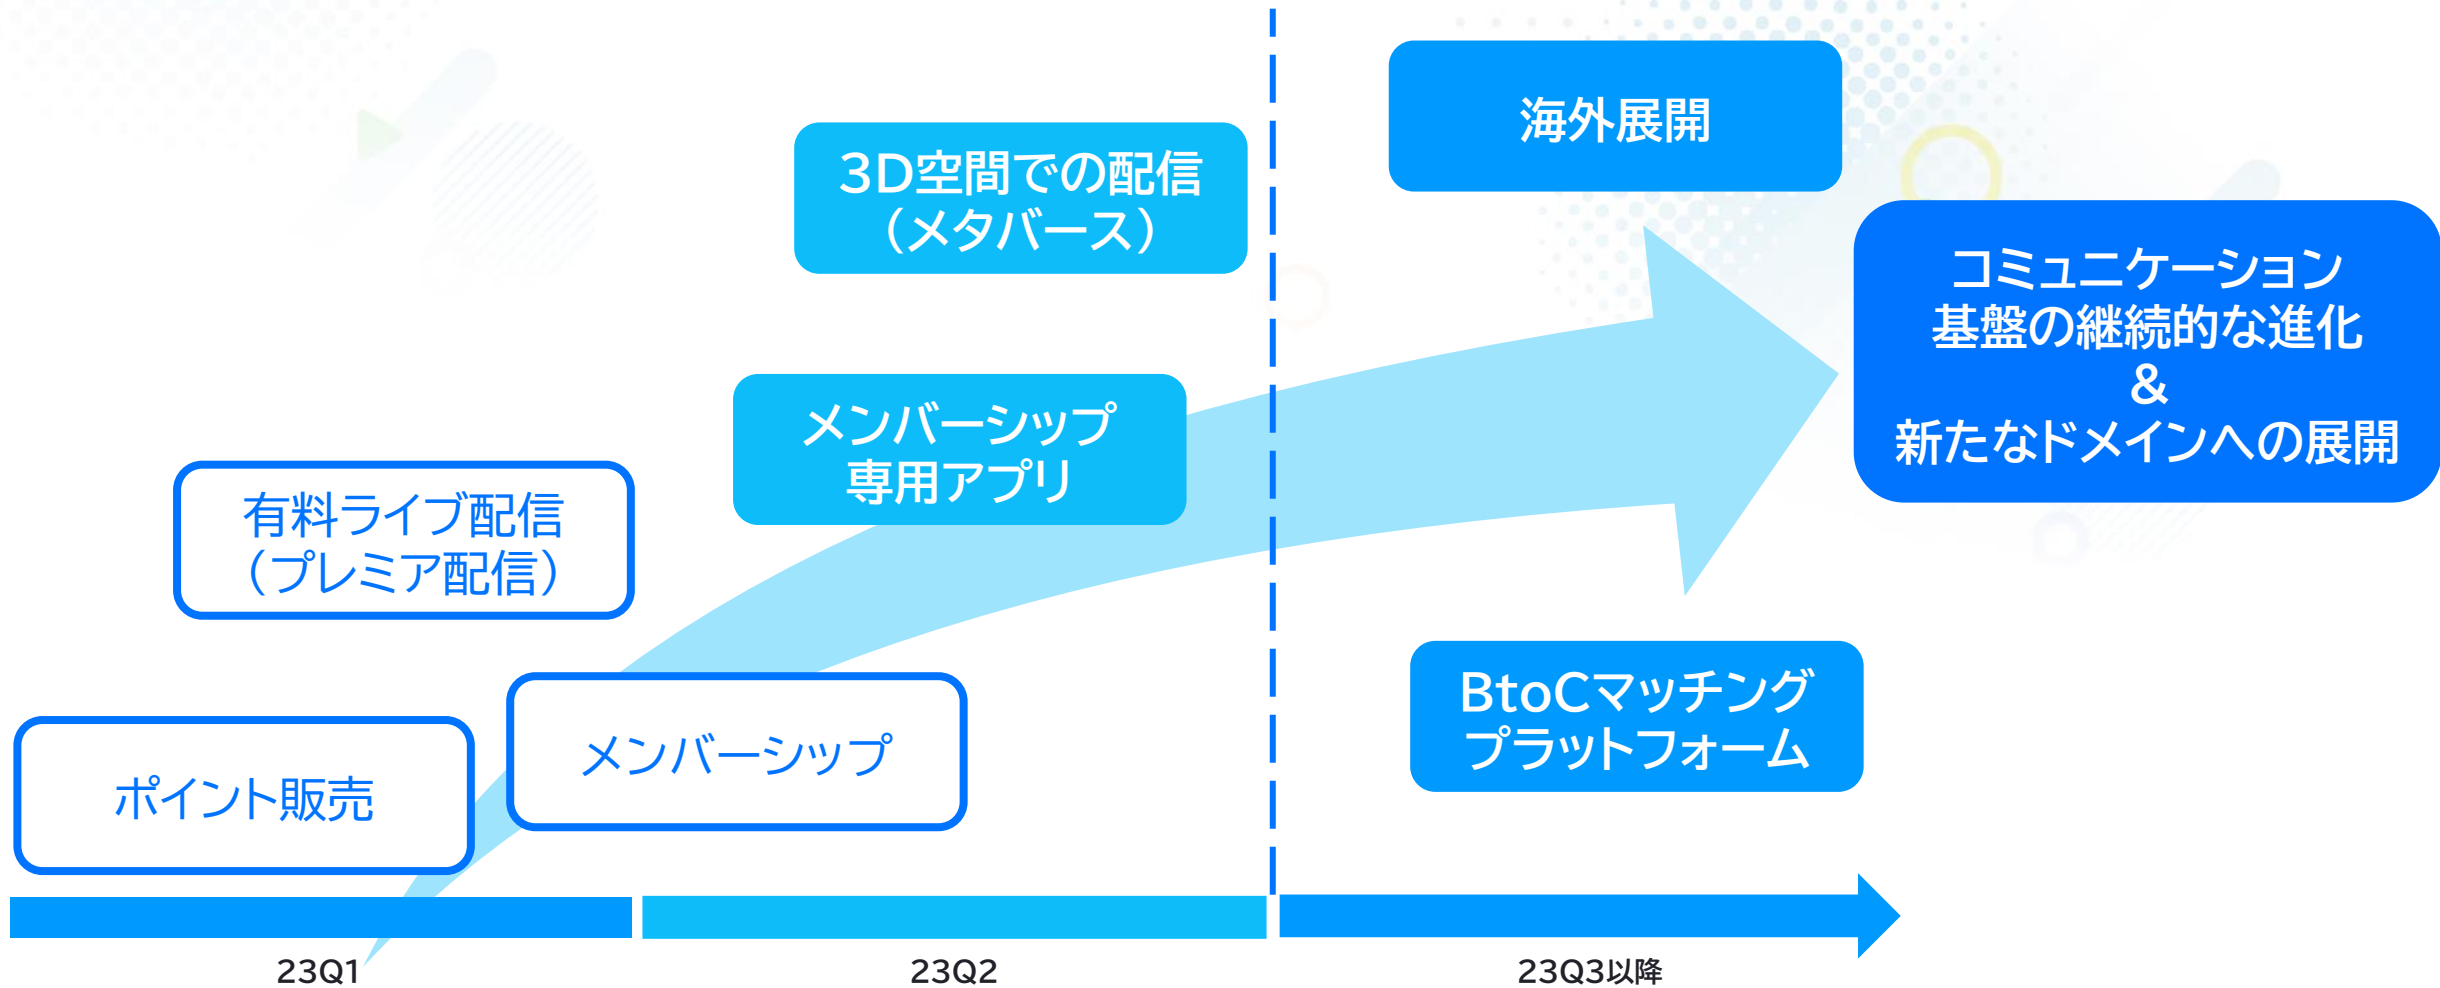 海外展開
3D空間での配信
（メタバース）
コミュニケーション
基盤の継続的な進化
&
新たなドメインへの展開
メンバーシップ
専用アプリ
有料ライブ配信
（プレミア配信）
BtoCマッチング
プラットフォーム
メンバーシップ
ポイント販売
23Q1
23Q2
23Q3以降